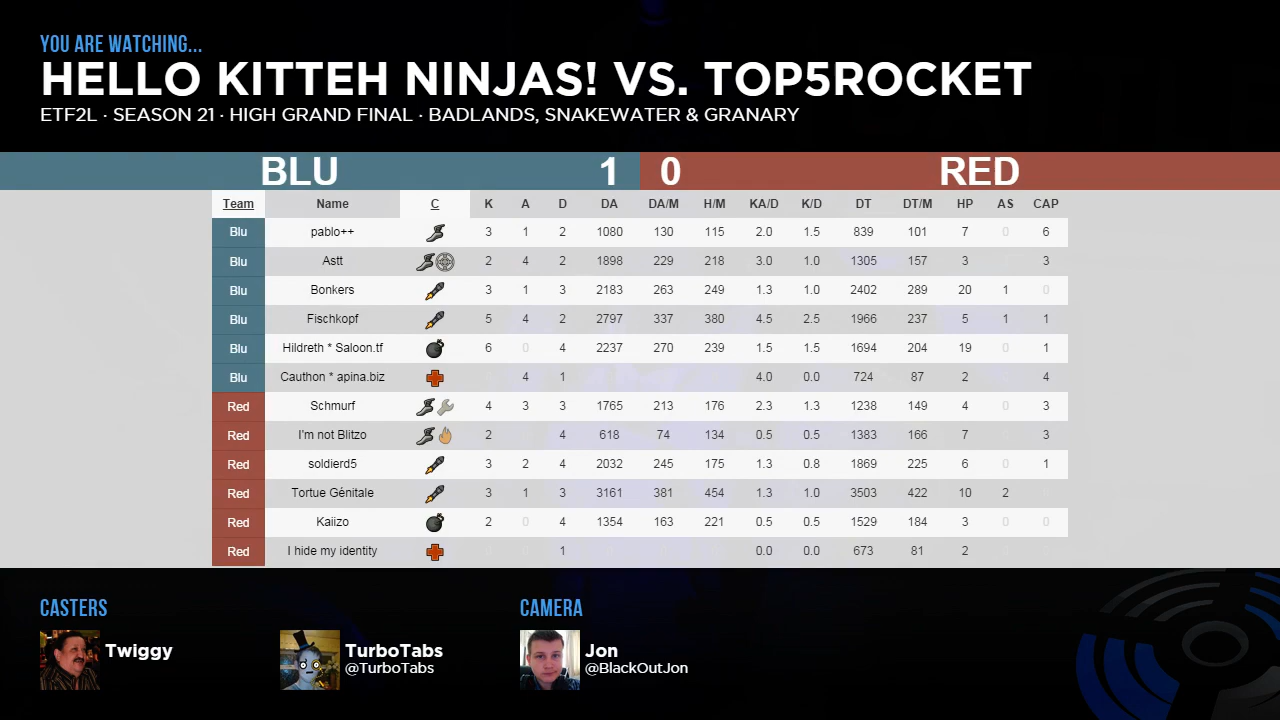 YOU ARE WATCHING...
HELLO KITTEH NINJAS! VS. TOP5ROCKET
ETF2L · SEASON 21 · HIGH GRAND FINAL · BADLANDS, SNAKEWATER & GRANARY
BLU 1 0 RED
Team Name C K A D DA DA/M H/M KA/D K/D DT DT/M HP AS CAP
Blu pablo++ 3 1 2 1080 130 115 2.0 1.5 839 101 7 0 6
Blu Astt 2 4 2 1898 229 218 3.0 1.0 1305 157 3 3
Blu Bonkers 3 1 3 2183 263 249 1.3 1.0 2402 289 20 1 0
Blu Fischkopf 5 4 2 2797 337 380 4.5 2.5 1966 237 5 1 1
Blu Hildreth * Saloon.tf 6 0 4 2237 270 239 1.5 1.5 1694 204 19 0 1
Blu Cauthon * apina.biz 4 1 4.0 0.0 724 87 2 4
Red Schmurf 4 3 3 1765 213 176 2.3 1.3 1238 149 4 0 3
Red I'm not Blitzo 2 4 618 74 134 0.5 0.5 1383 166 7 3
Red soldierd5 3 2 4 2032 245 175 1.3 0.8 1869 225 6 0 1
Red Tortue Génitale 3 1 3 3161 381 454 1.3 1.0 3503 422 10 2
Red Kaiizo 2 0 4 1354 163 221 0.5 0.5 1529 184 3 0 0
Red I hide my identity 1 0.0 0.0 673 81 2
CASTERS CAMERA
Twiggy TurboTabs Jon
@TurboTabs @BlackOutJon